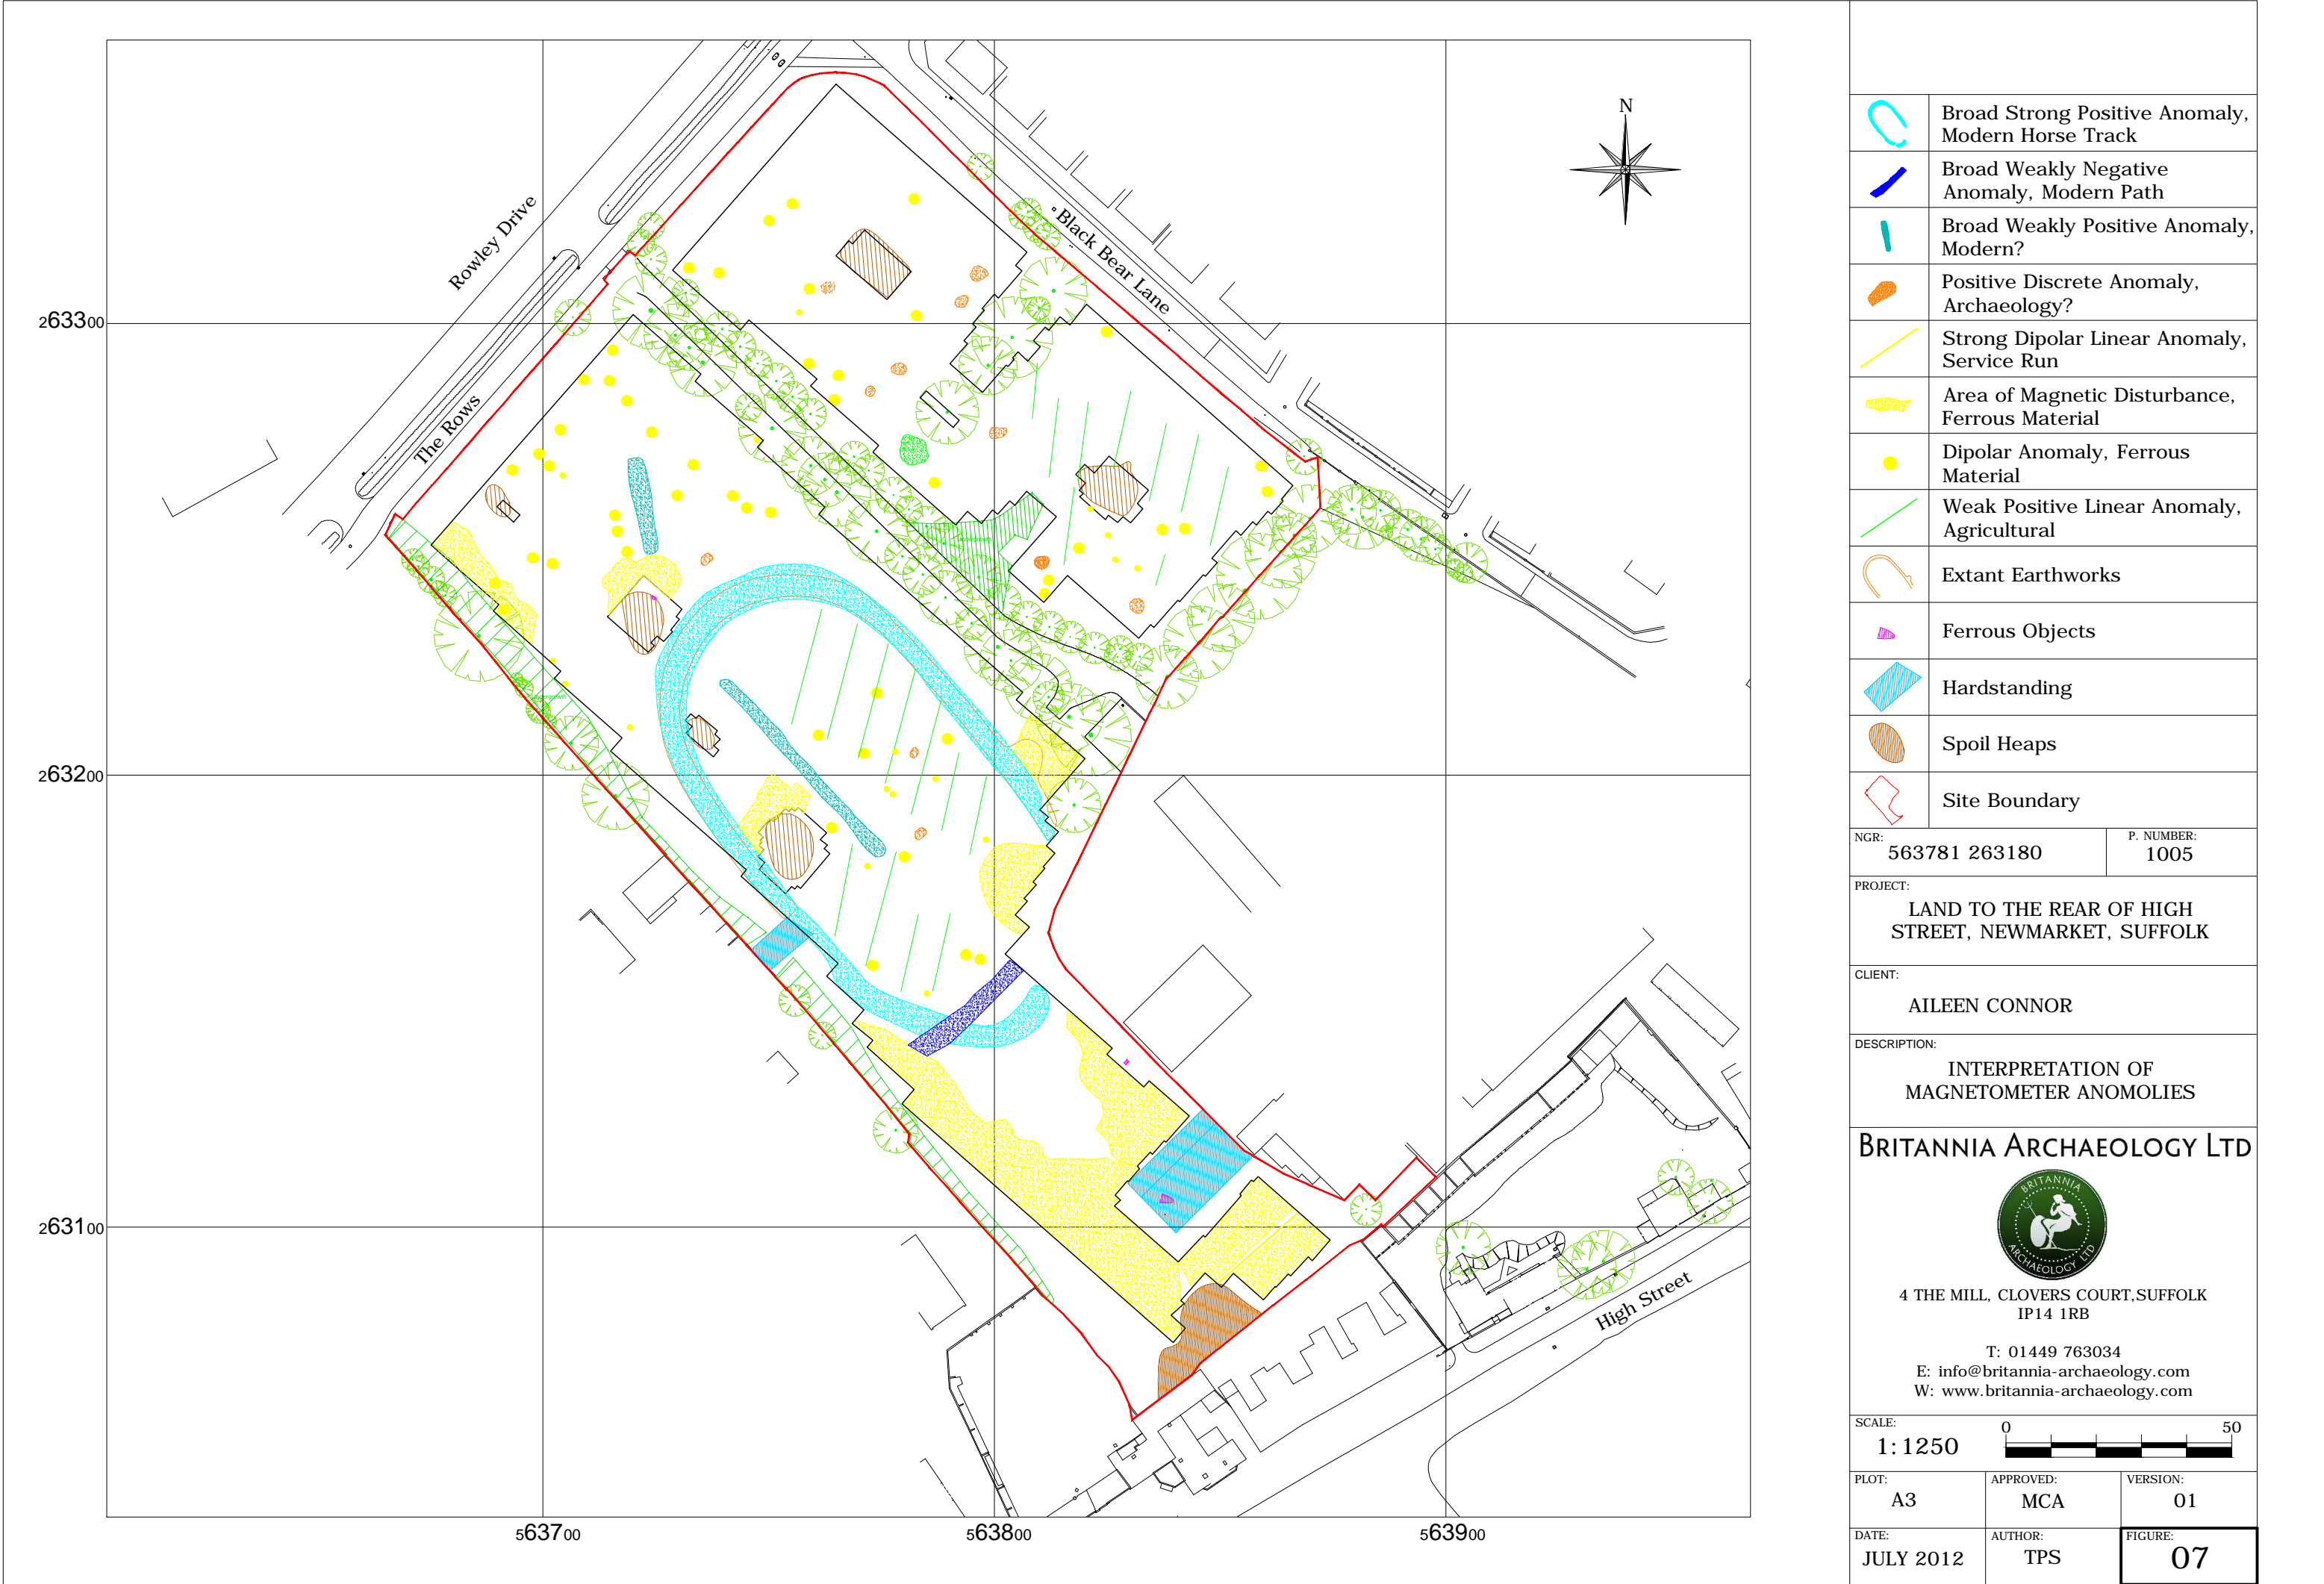 N
Rowley Drive
Black Bear Lane
The Rows
High Street
263300
263200
263100
563700
563800
563900
Broad Strong Positive Anomaly,
Modern Horse Track
Broad Weakly Negative
Anomaly, Modern Path
Broad Weakly Positive Anomaly,
Modern?
Positive Discrete Anomaly,
Archaeology?
Strong Dipolar Linear Anomaly,
Service Run
Area of Magnetic Disturbance,
Ferrous Material
Dipolar Anomaly, Ferrous
Material
Weak Positive Linear Anomaly,
Agricultural
Extant Earthworks
Ferrous Objects
Hardstanding
Spoil Heaps
Site Boundary
NGR:
563781 263180
P. NUMBER:
1005
PROJECT:
LAND TO THE REAR OF HIGH
STREET, NEWMARKET, SUFFOLK
CLIENT:
AILEEN CONNOR
DESCRIPTION:
INTERPRETATION OF
MAGNETOMETER ANOMOLIES
BRITANNIA ARCHAEOLOGY LTD
BRITANNIA
ARCHAEOLOGY LTD
4 THE MILL, CLOVERS COURT,SUFFOLK
IP14 1RB
T: 01449 763034
E: info@britannia-archaeology.com
W: www.britannia-archaeology.com
SCALE:
1:1250
0 50
PLOT:
A3
APPROVED:
MCA
VERSION:
01
DATE:
JULY 2012
AUTHOR:
TPS
FIGURE:
07